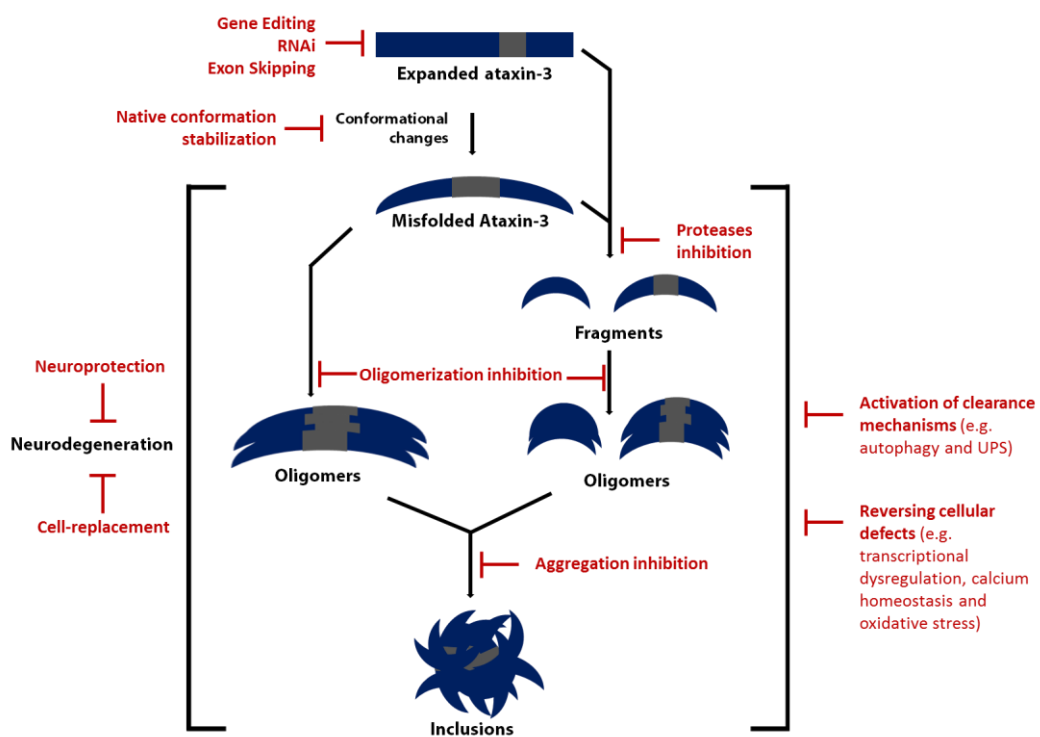 Gene Editing
RNAi
Exon Skipping
Expanded ataxin-3
Native conformation
stabilization
Conformational
changes
Misfolded Ataxin-3
Proteases
inhibition
Fragments
Neuroprotection
Oligomerization inhibition
Neurodegeneration
Activation of clearance
mechanisms (e.g.
autophagy and UPS)
Oligomers
Oligomers
Cell-replacement
Reversing cellular
defects (e.g.
transcriptional
dysregulation, calcium
homeostasis and
oxidative stress)
Aggregation inhibition
Inclusions